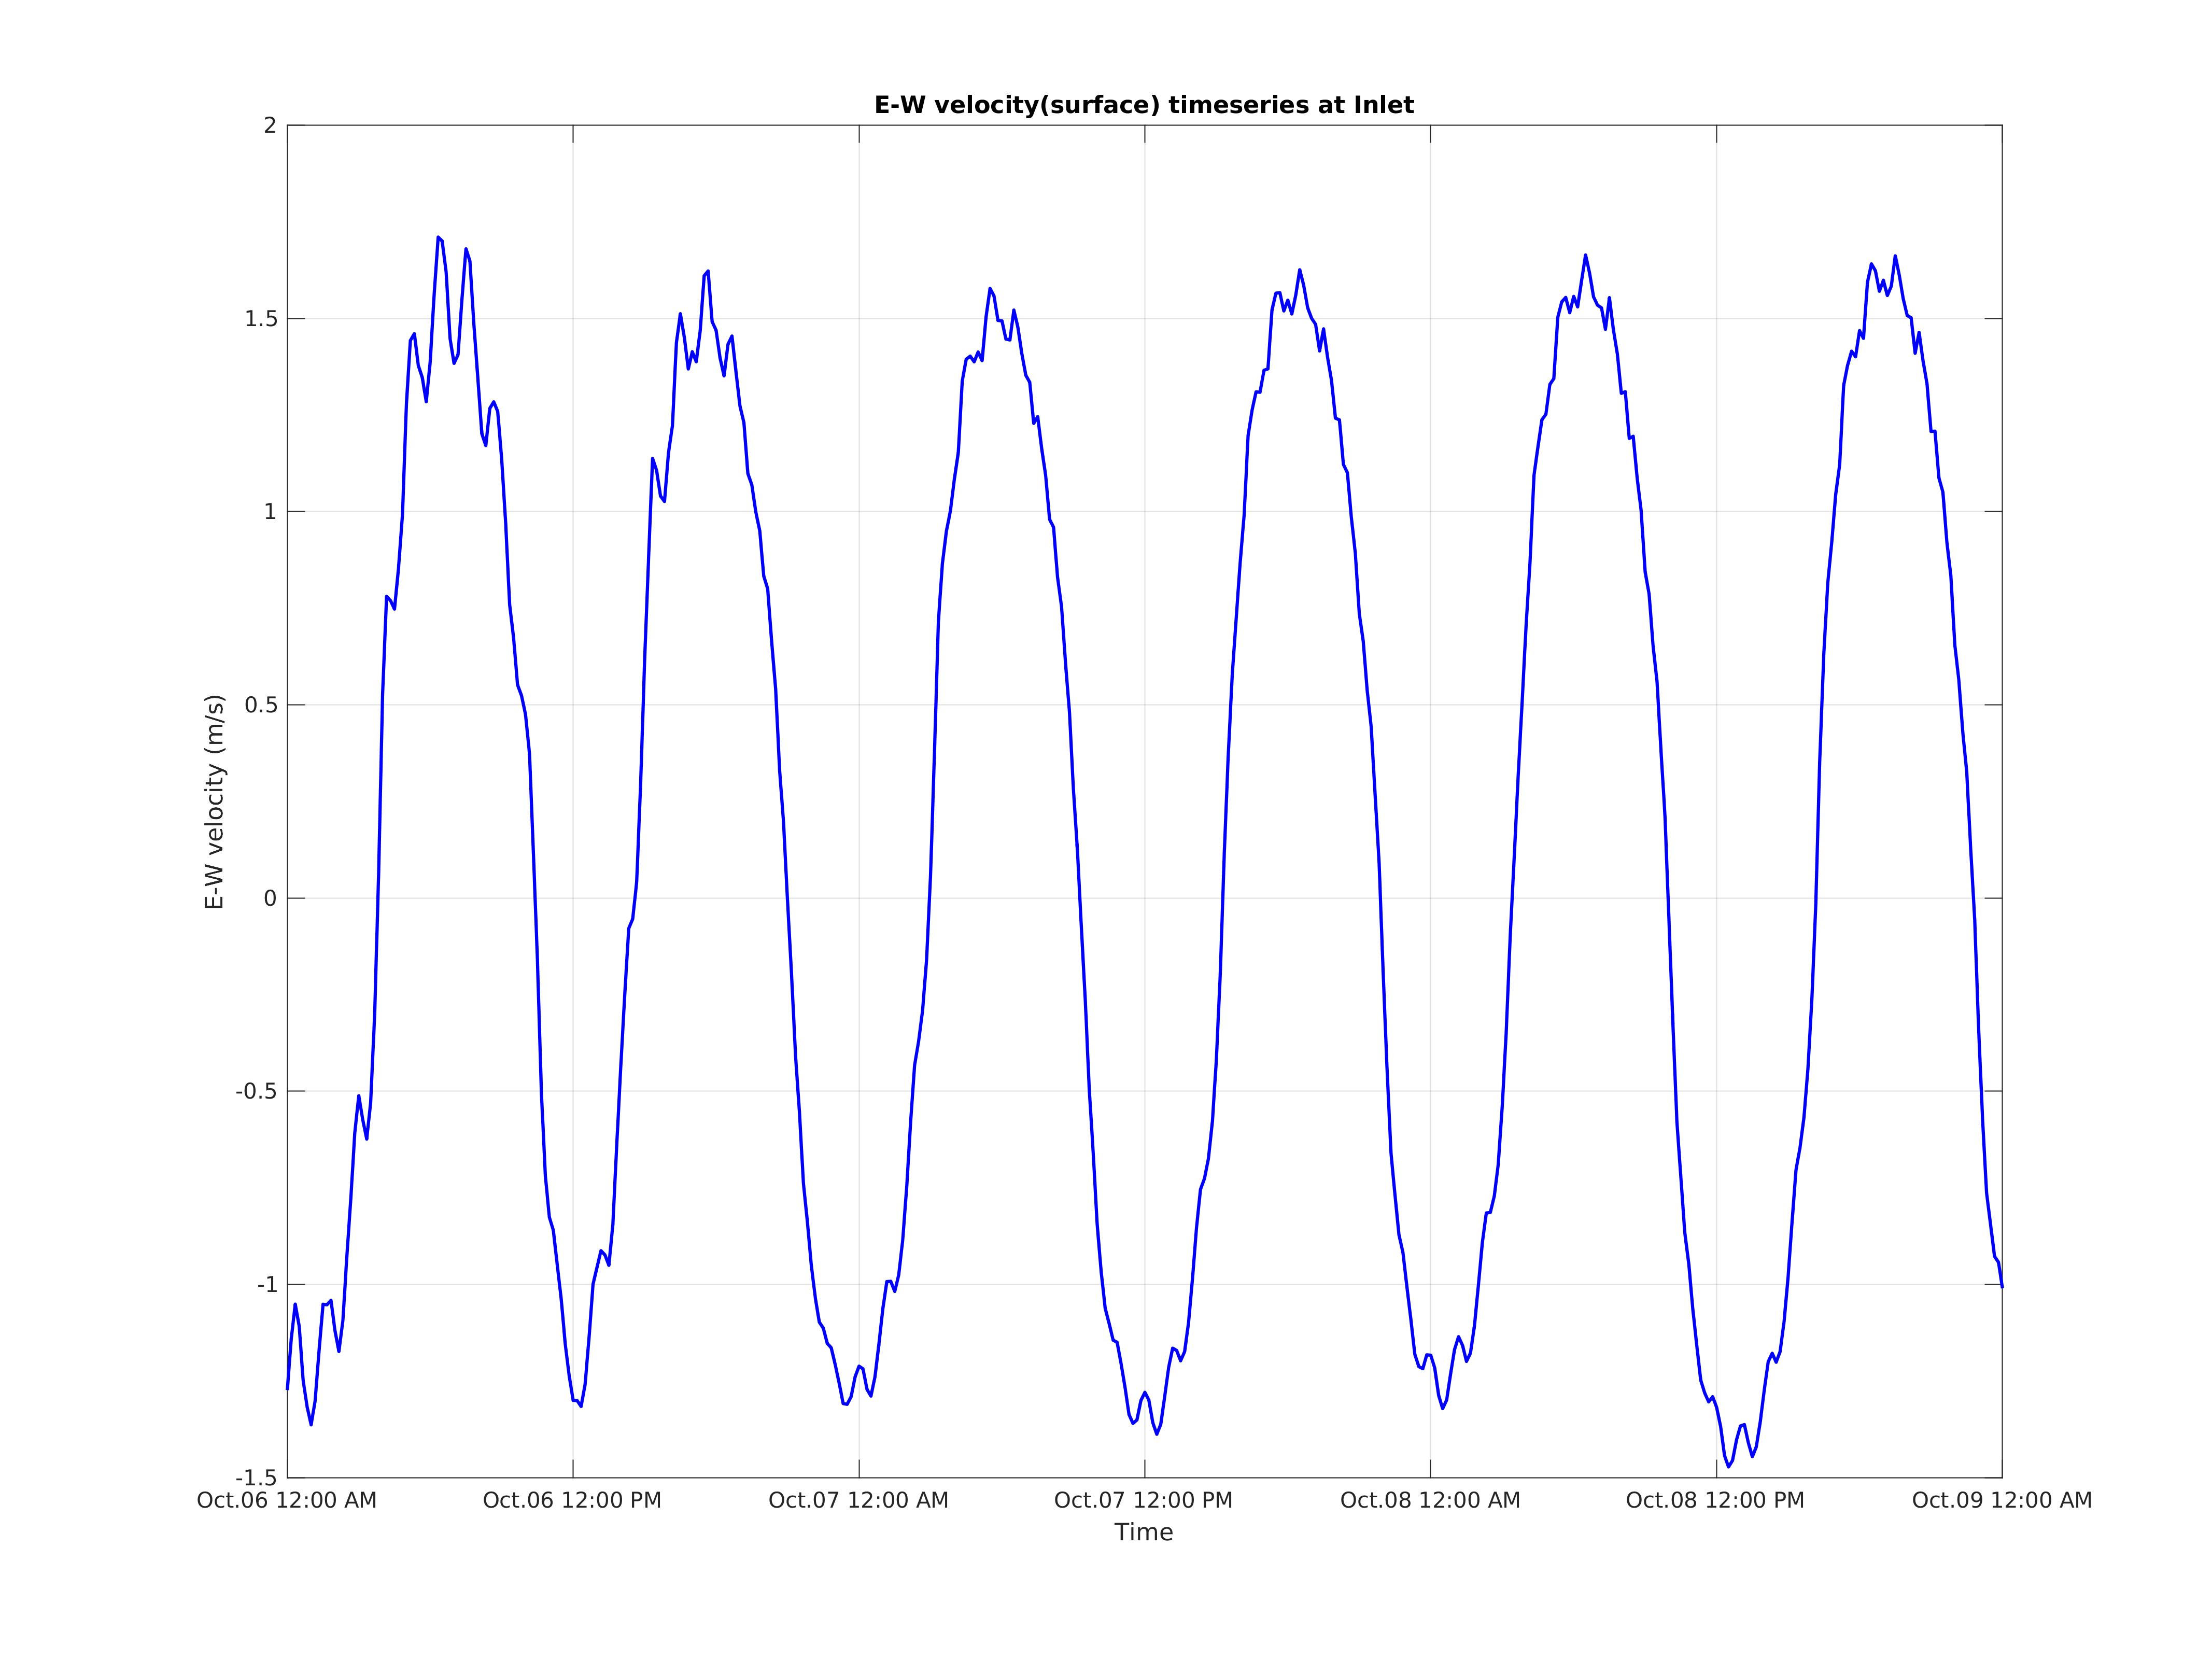 E-W velocity(surface) timeseries at Inlet
2
1.5
1
0.5
0
-0.5
-1
-1.5
E-W velocity (m/s)
Oct.06 12:00 AM Oct.06 12:00 PM Oct.07 12:00 AM Oct.07 12:00 PM Oct.08 12:00 AM Oct.08 12:00 PM Oct.09 12:00 AM
Time